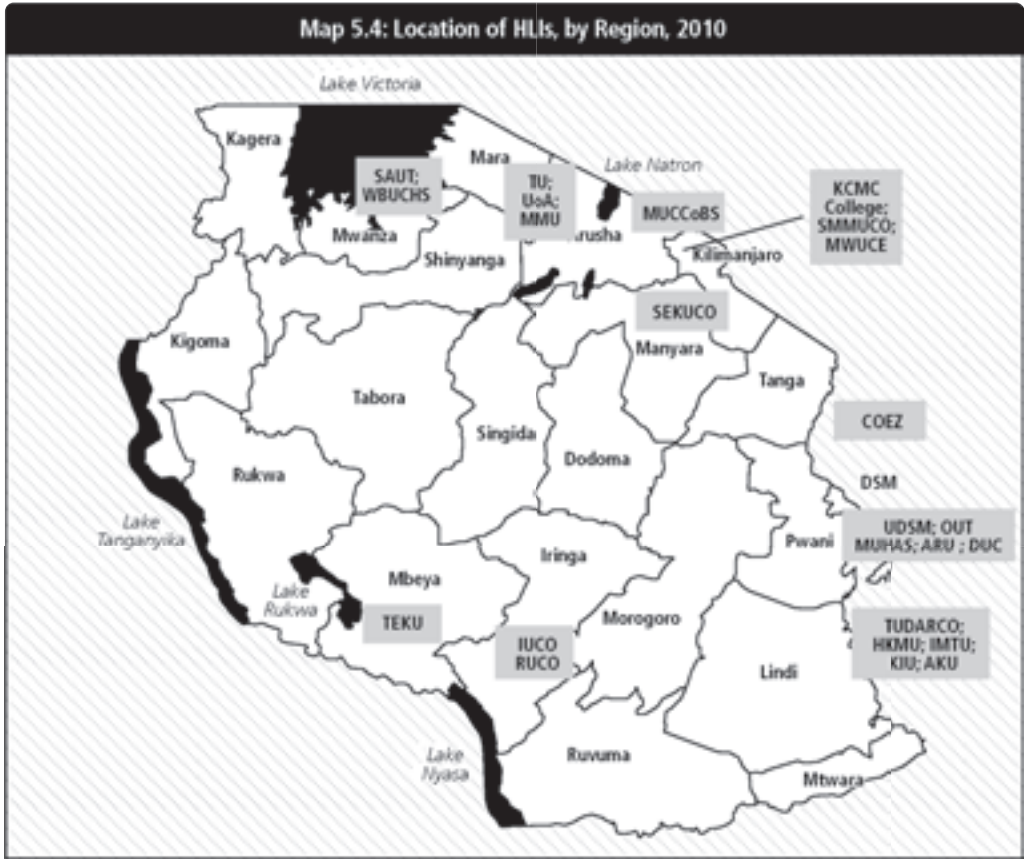 Map 5.4: Location of HLIs, by Region, 2010
Lake Victoria
Kagera
Mara
Lake Natron
SAUT;
WBUCHS
TU;
UoA;
MMU
MUCCoBS
KCMC
College;
SMMUCO;
MWUCE
Mwanza
rusha
Kilimanjaro
Shinyanga
SEKUCO
Kigoma
Manyara
Tanga
Tabora
COEZ
Singida
Dodoma
Rukwa
DSM
Lake
Tanganyika
UDSM; OUT
MUHAS; ARU ; DUC
Pwani
Iringa
Mbeya
Lake
Rukwa
TEKU
Morogoro
TUDARCO;
HKMU; IMTU;
KIU; AKU
IUCO
RUCO
Lindi
Lake
Nyasa
Ruvuma
Mtwara